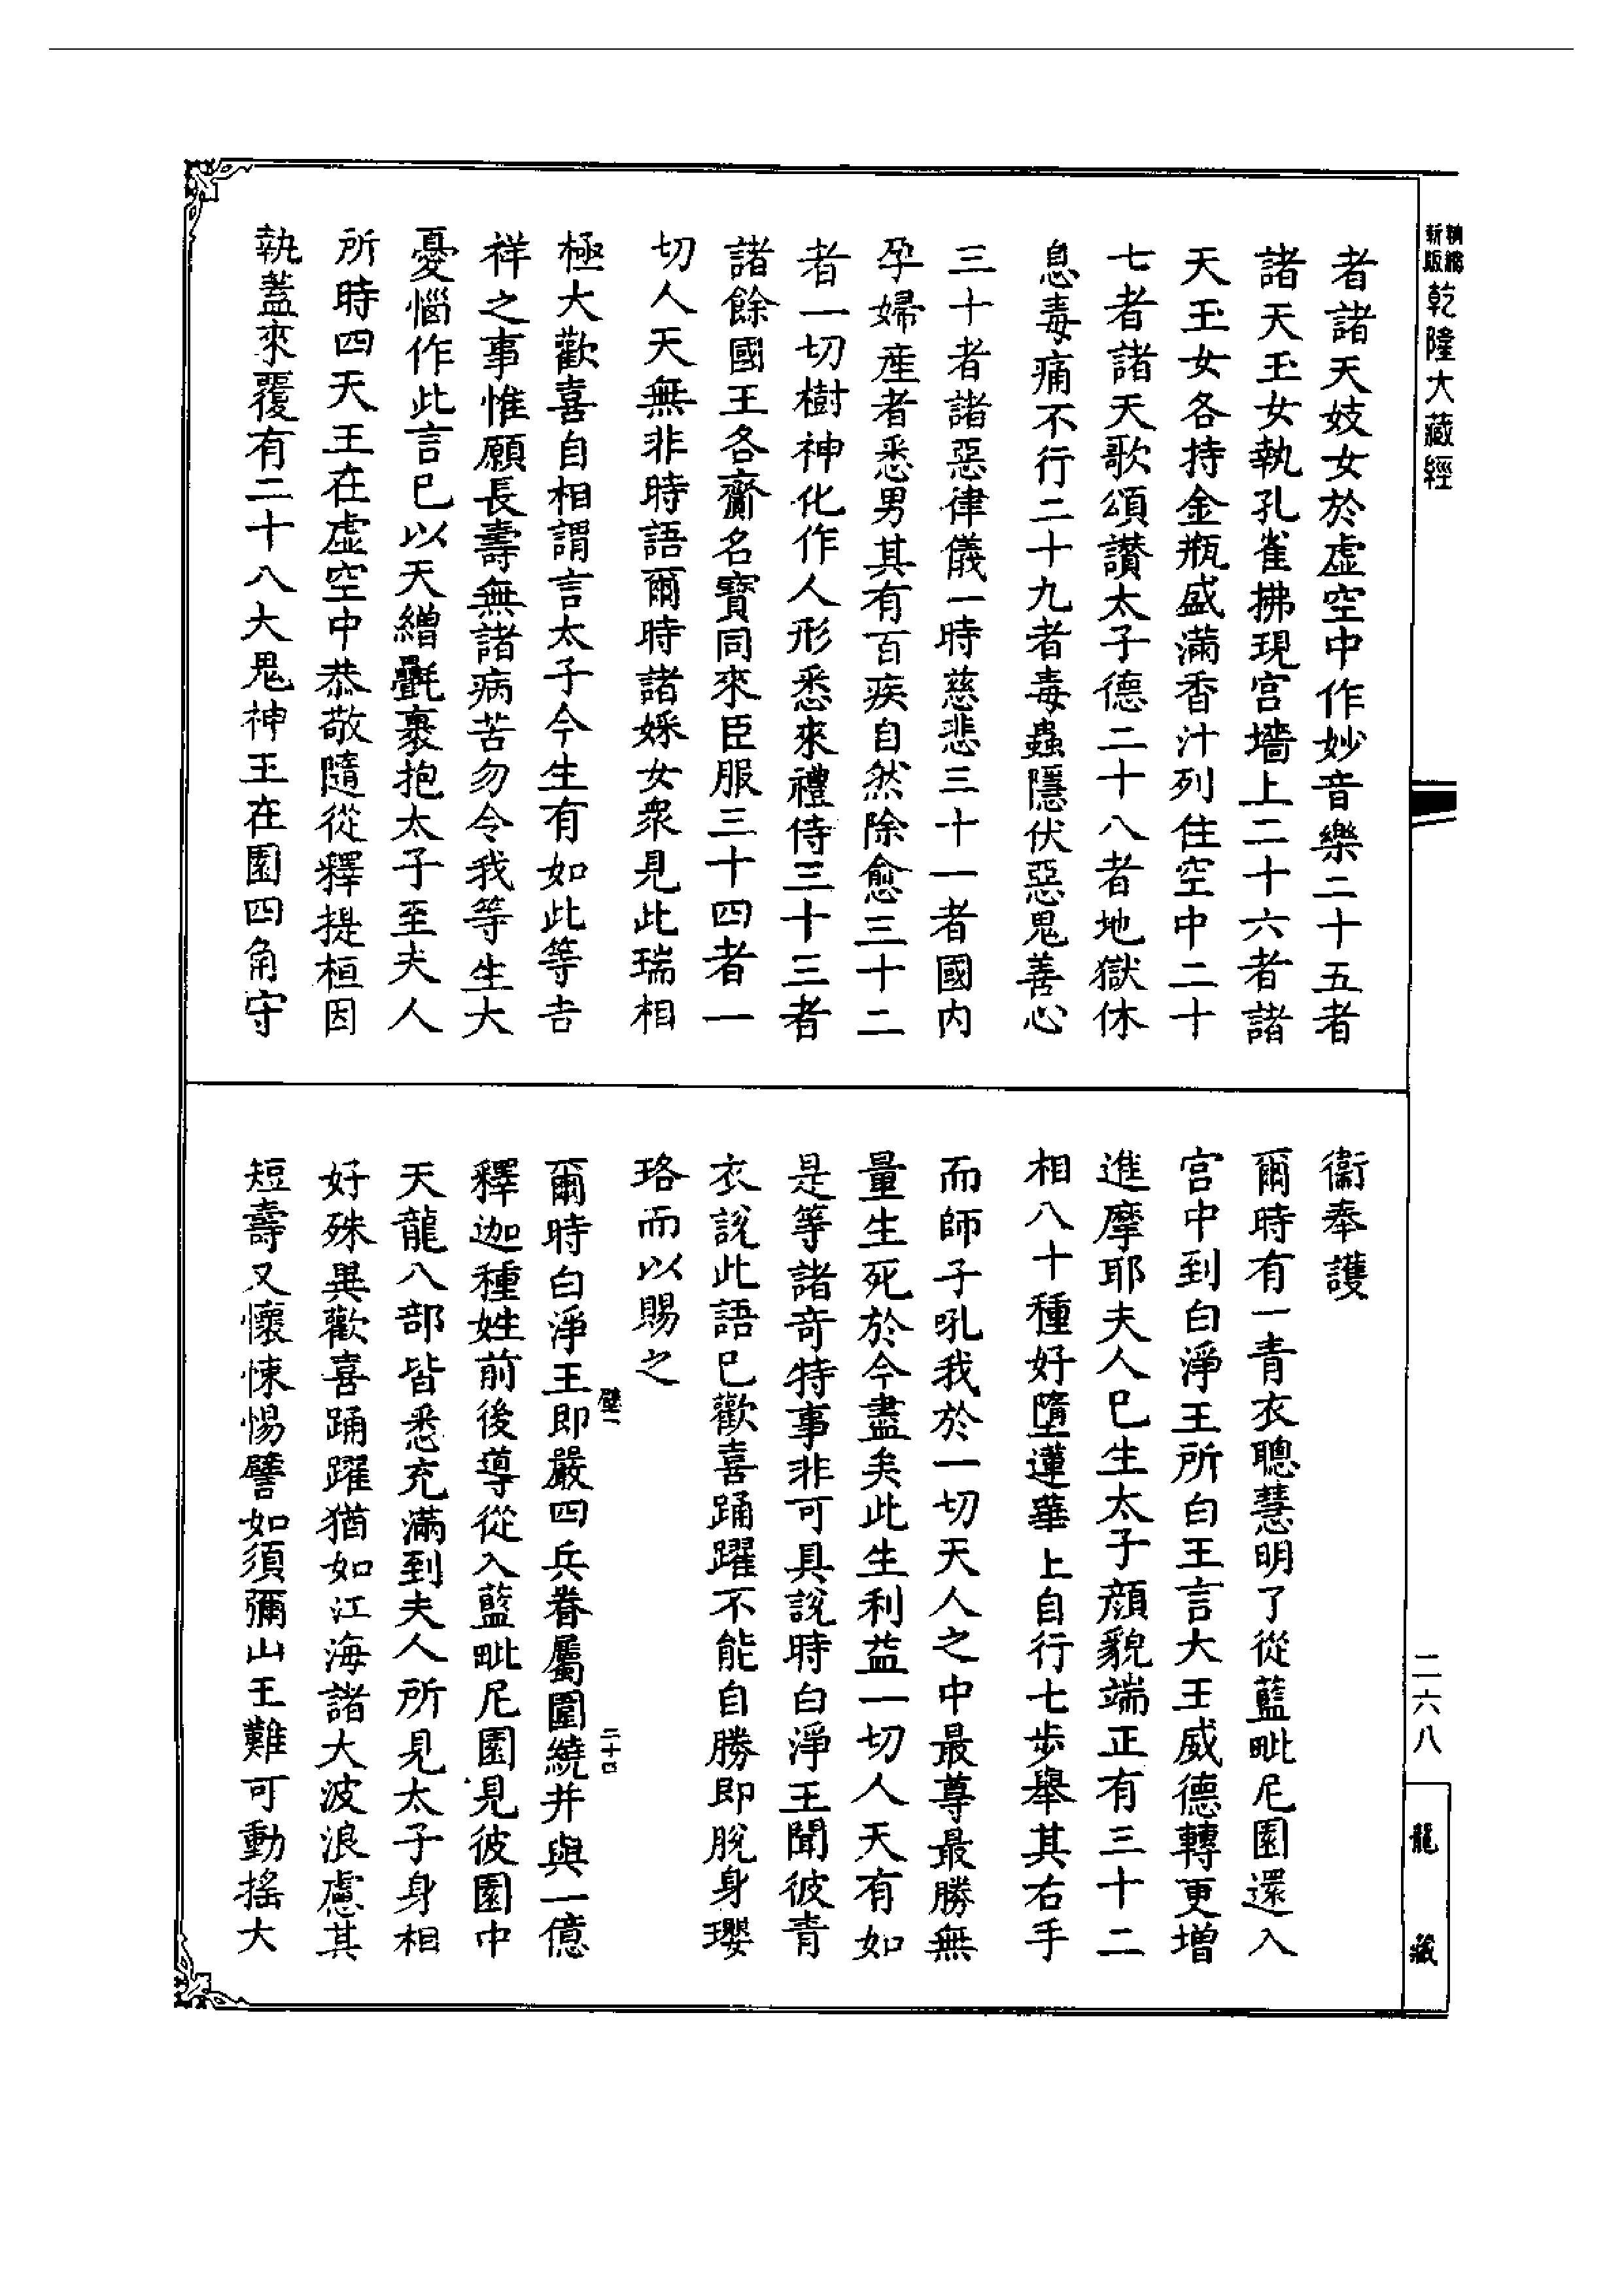 精縮新版乾隆大藏經
者諸天妓女於虛空中作妙音樂二十五者
諸天玉女執孔雀拂現宫墻上二十六者諸
天玉女各持金瓶盛滿香汁列住空中二十
七者諸天歌頌讚太子德二十八者地獄休
息毒痛不行二十九者毒蟲隱伏惡鬼善心
三十者諸惡律儀一時慈悲三十一者國内
孕婦産者悉男其有百疾自然除愈三十二
者一切樹神化作人形悉來禮侍三十三者
諸餘國王各齎名寶同來臣服三十四者一
切人天無非時語爾時諸婇女衆見此瑞相
極大歡喜自相謂言太子今生有如此等吉
祥之事惟願長壽無諸病苦勿令我等生大
憂惱作此言已以天繒㲲裹抱太子至夫人
所時四天王在虛空中恭敬隨從釋提桓因
執蓋來覆有二十八大鬼神王在園四角守
衞奉護
爾時有一青衣聰慧明了從藍毗尼園還入
宫中到白淨王所白王言大王威德轉更增
進摩耶夫人已生太子顔貌端正有三十二
相八十種好墮蓮華上自行七步舉其右手
而師子吼我於一切天人之中最尊最勝無
量生死於今盡矣此生利益一切人天有如
是等諸奇特事非可具說時白淨王聞彼青
衣說此語已歡喜踊躍不能自勝即脫身瓔
珞而以賜之
爾時白淨王即嚴四兵眷屬圍繞并與一億
釋迦種姓前後導從入藍毗尼園見彼園中
天龍八部皆悉充滿到夫人所見太子身相
好殊異歡喜踊躍猶如江海諸大波浪慮其
短壽又懷悚惕譬如須彌山王難可動搖大
二六八
龍藏